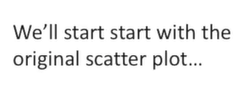 We’ll start start with the
original scatter plot…